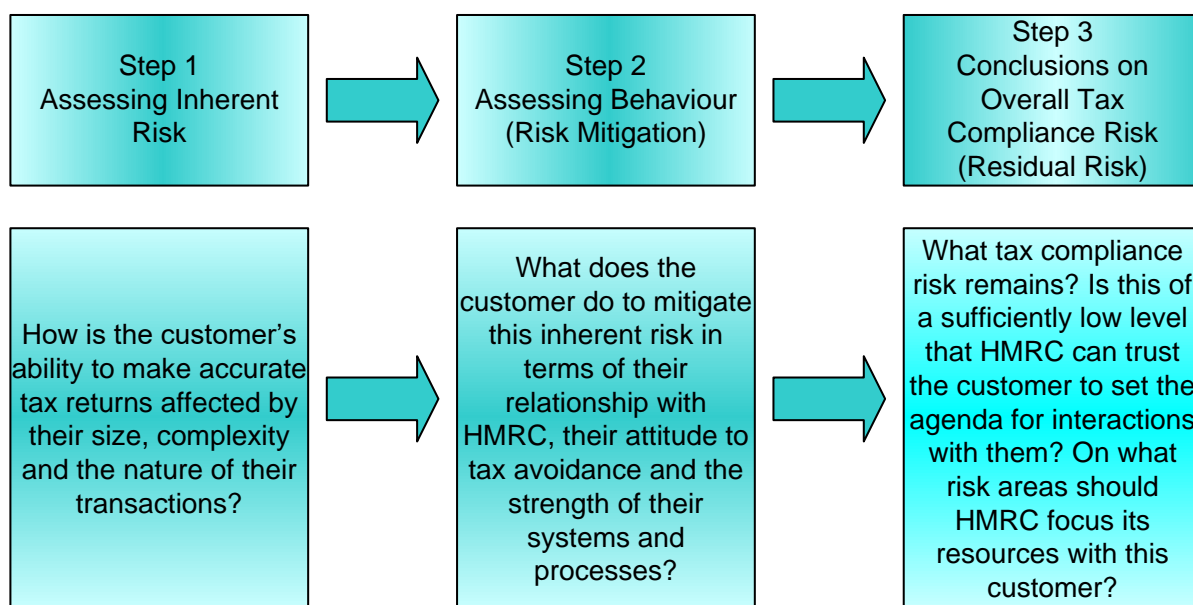 Step 1
Assessing Inherent
Risk
Step 2
Assessing Behaviour
(Risk Mitigation)
Step 3
Conclusions on
Overall Tax
Compliance Risk
(Residual Risk)
How is the customer's
ability to make accurate
tax returns affected by
their size, complexity
and the nature of their
transactions?
What does the
customer do to mitigate
this inherent risk in
terms of their
relationship with
HMRC, their attitude to
tax avoidance and the
strength of their
systems and
processes?
What tax compliance
risk remains? Is this of
a sufficiently low level
that HMRC can trust
the customer to set the
agenda for interactions
with them? On what
risk areas should
HMRC focus its
resources with this
customer?